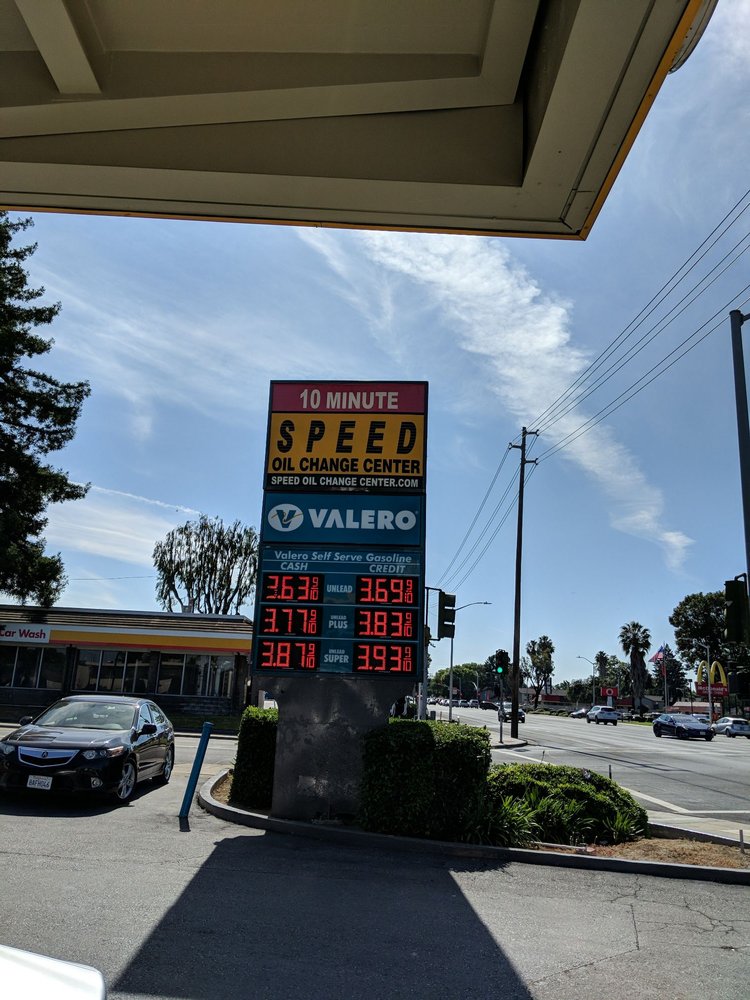 10 MINUTE
SPEED
OIL CHANGE CENTER
SPEED OIL CHANGE CENTER.COM
VALERO
Valero Self Serve Gasoline
CASH CREDIT
3.63 9/10 UNLEAD 3.69 9/10
3.77 9/10 UNLEAD PLUS 3.83 9/10
3.87 9/10 UNLEAD SUPER 3.93 9/10
Car Wash